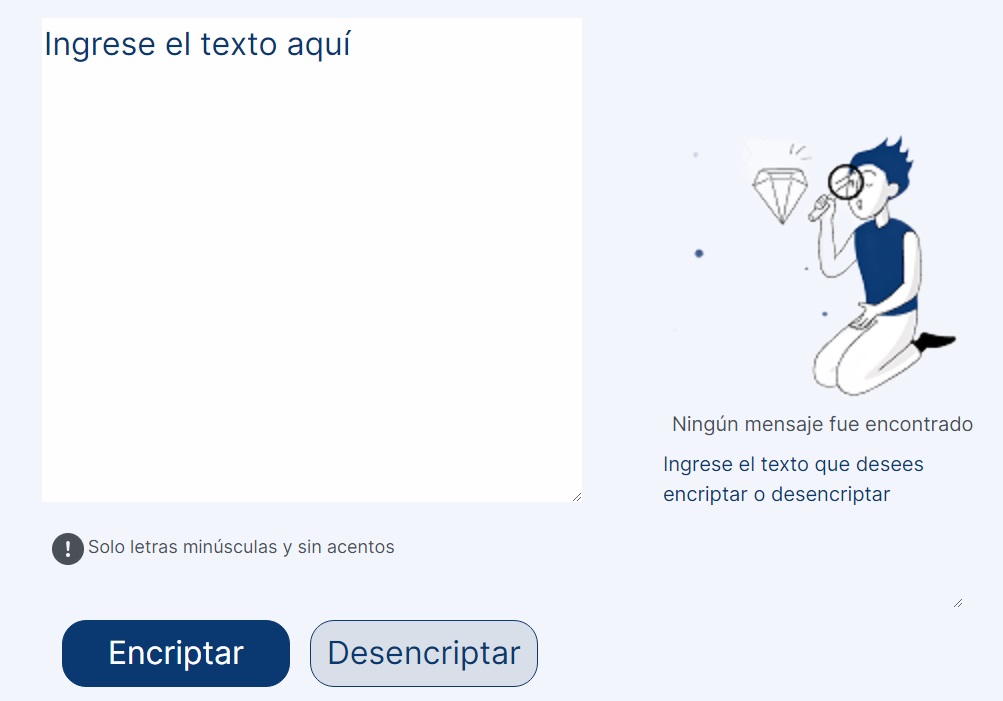 Ingrese el texto aquí
Ningún mensaje fue encontrado
Ingrese el texto que desees
encriptar o desencriptar
Solo letras minúsculas y sin acentos
Encriptar
Desencriptar